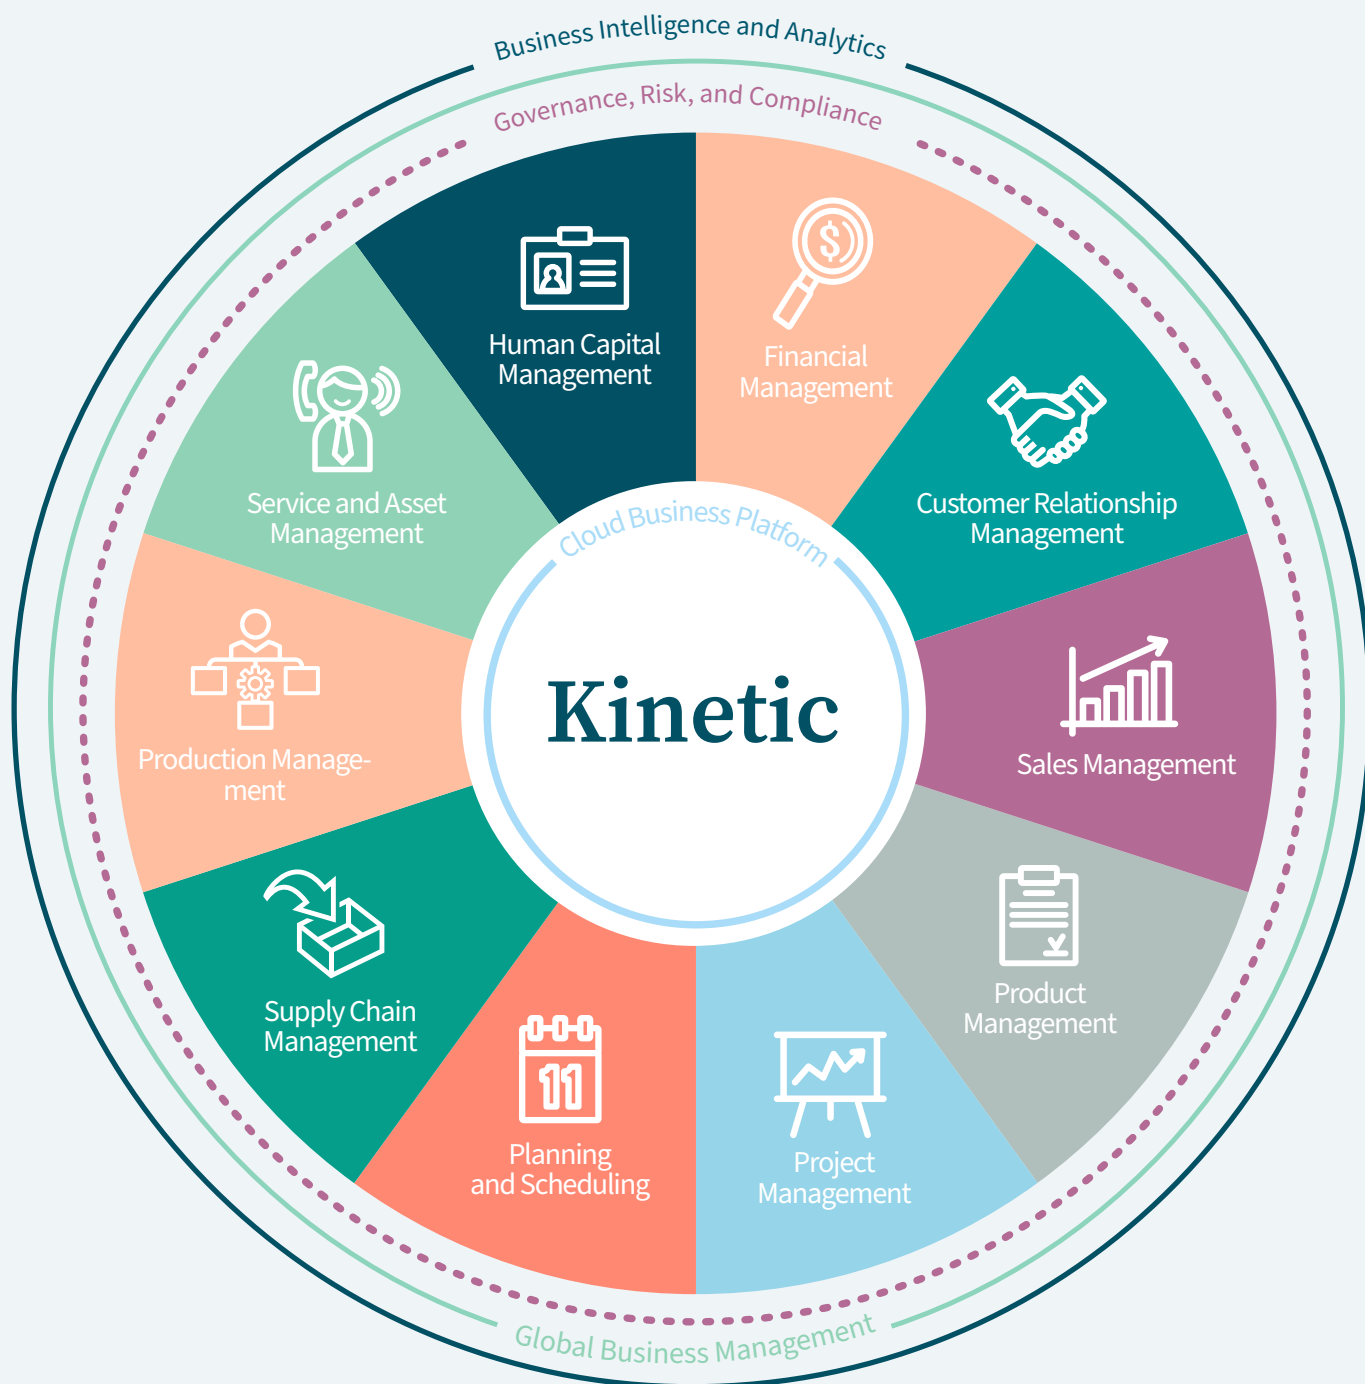 Business Intelligence and Analytics
Governance, Risk, and Compliance
Human Capital
Management
$
Financial
Management
Customer Relationship
Management
Sales Management
Product
Management
Project
Management
11
Planning
and Scheduling
Supply Chain
Management
Production Manage-
ment
Service and Asset
Management
Cloud Business Platform
Kinetic
Global Business Management